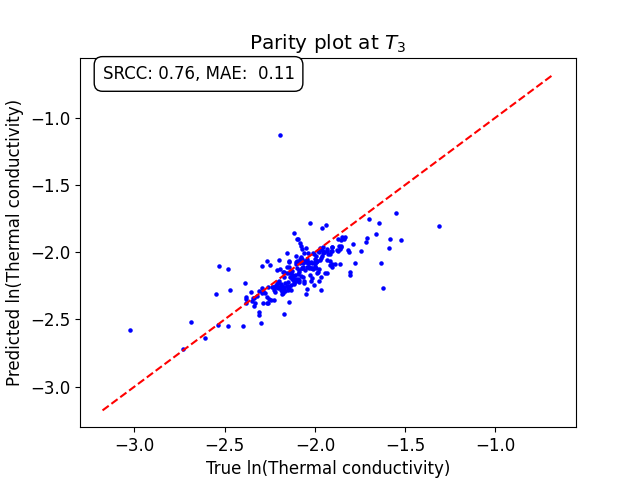 Parity plot at T₃
SRCC: 0.76, MAE:  0.11
Predicted ln(Thermal conductivity)
−1.0
−1.5
−2.0
−2.5
−3.0
−3.0 −2.5 −2.0 −1.5 −1.0
True ln(Thermal conductivity)